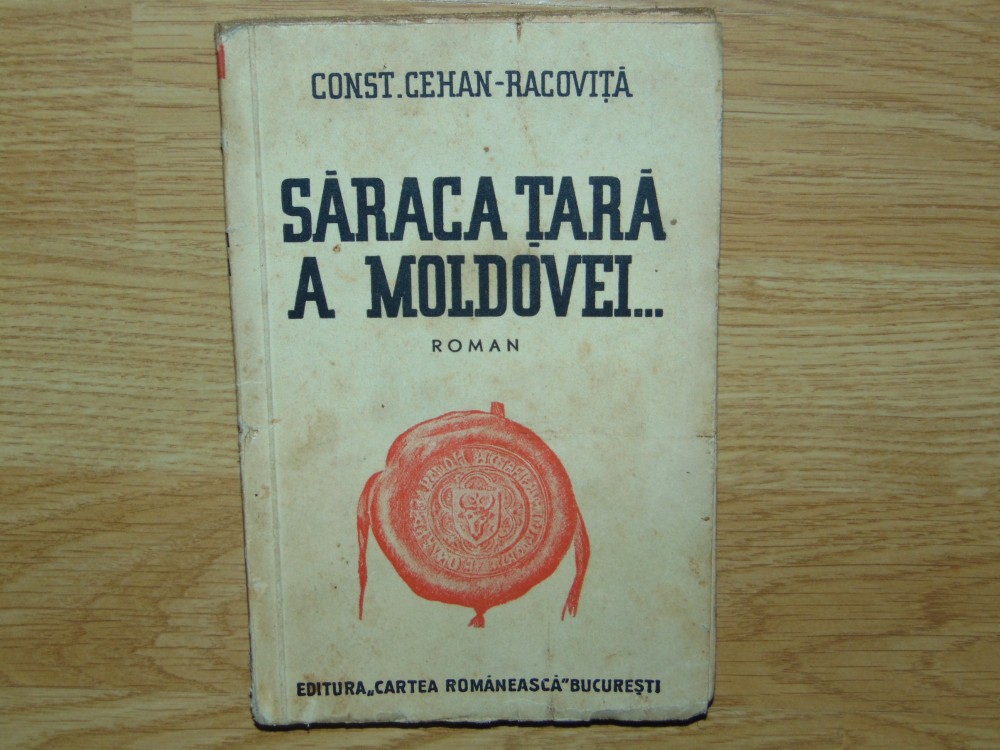 CONST. CEHAN-RACOVIȚĂ
SĂRACA ȚARĂ
A MOLDOVEI...
ROMAN
EDITURA „CARTEA ROMÂNEASCĂ" BUCUREȘTI